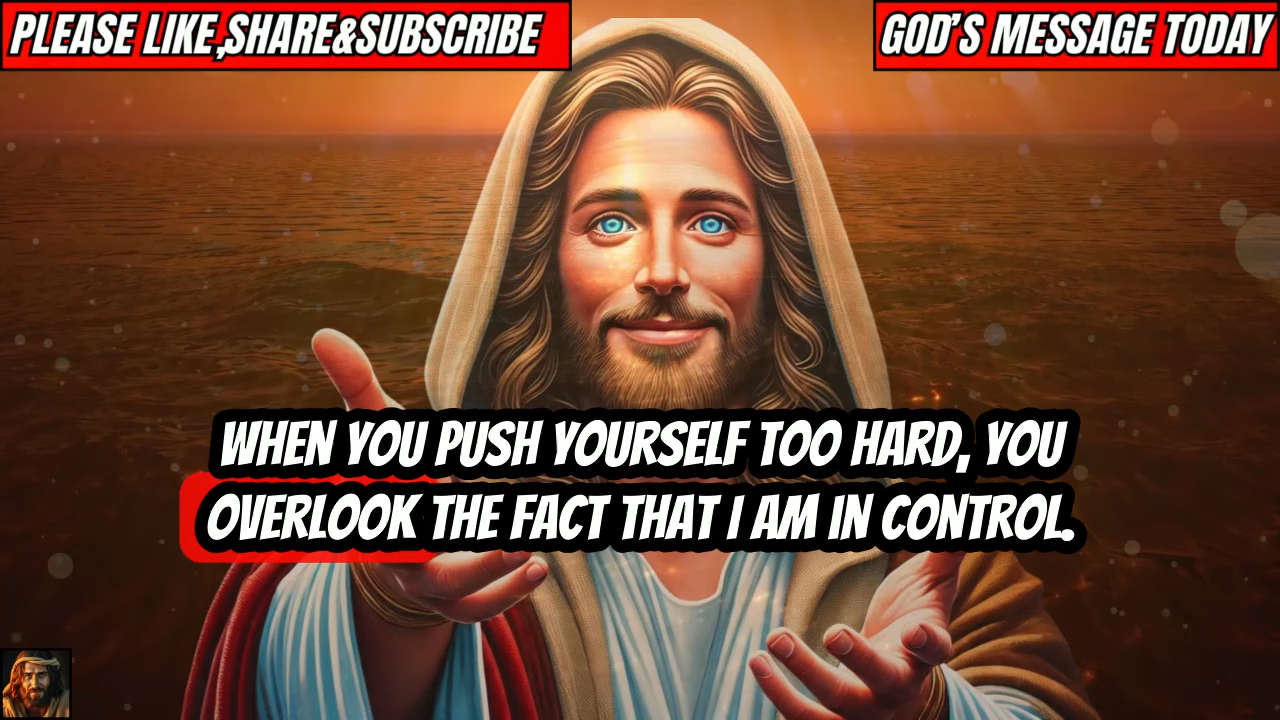 PLEASE LIKE,SHARE&SUBSCRIBE
GOD'S MESSAGE TODAY
WHEN YOU PUSH YOURSELF TOO HARD, YOU
OVERLOOK THE FACT THAT I AM IN CONTROL.